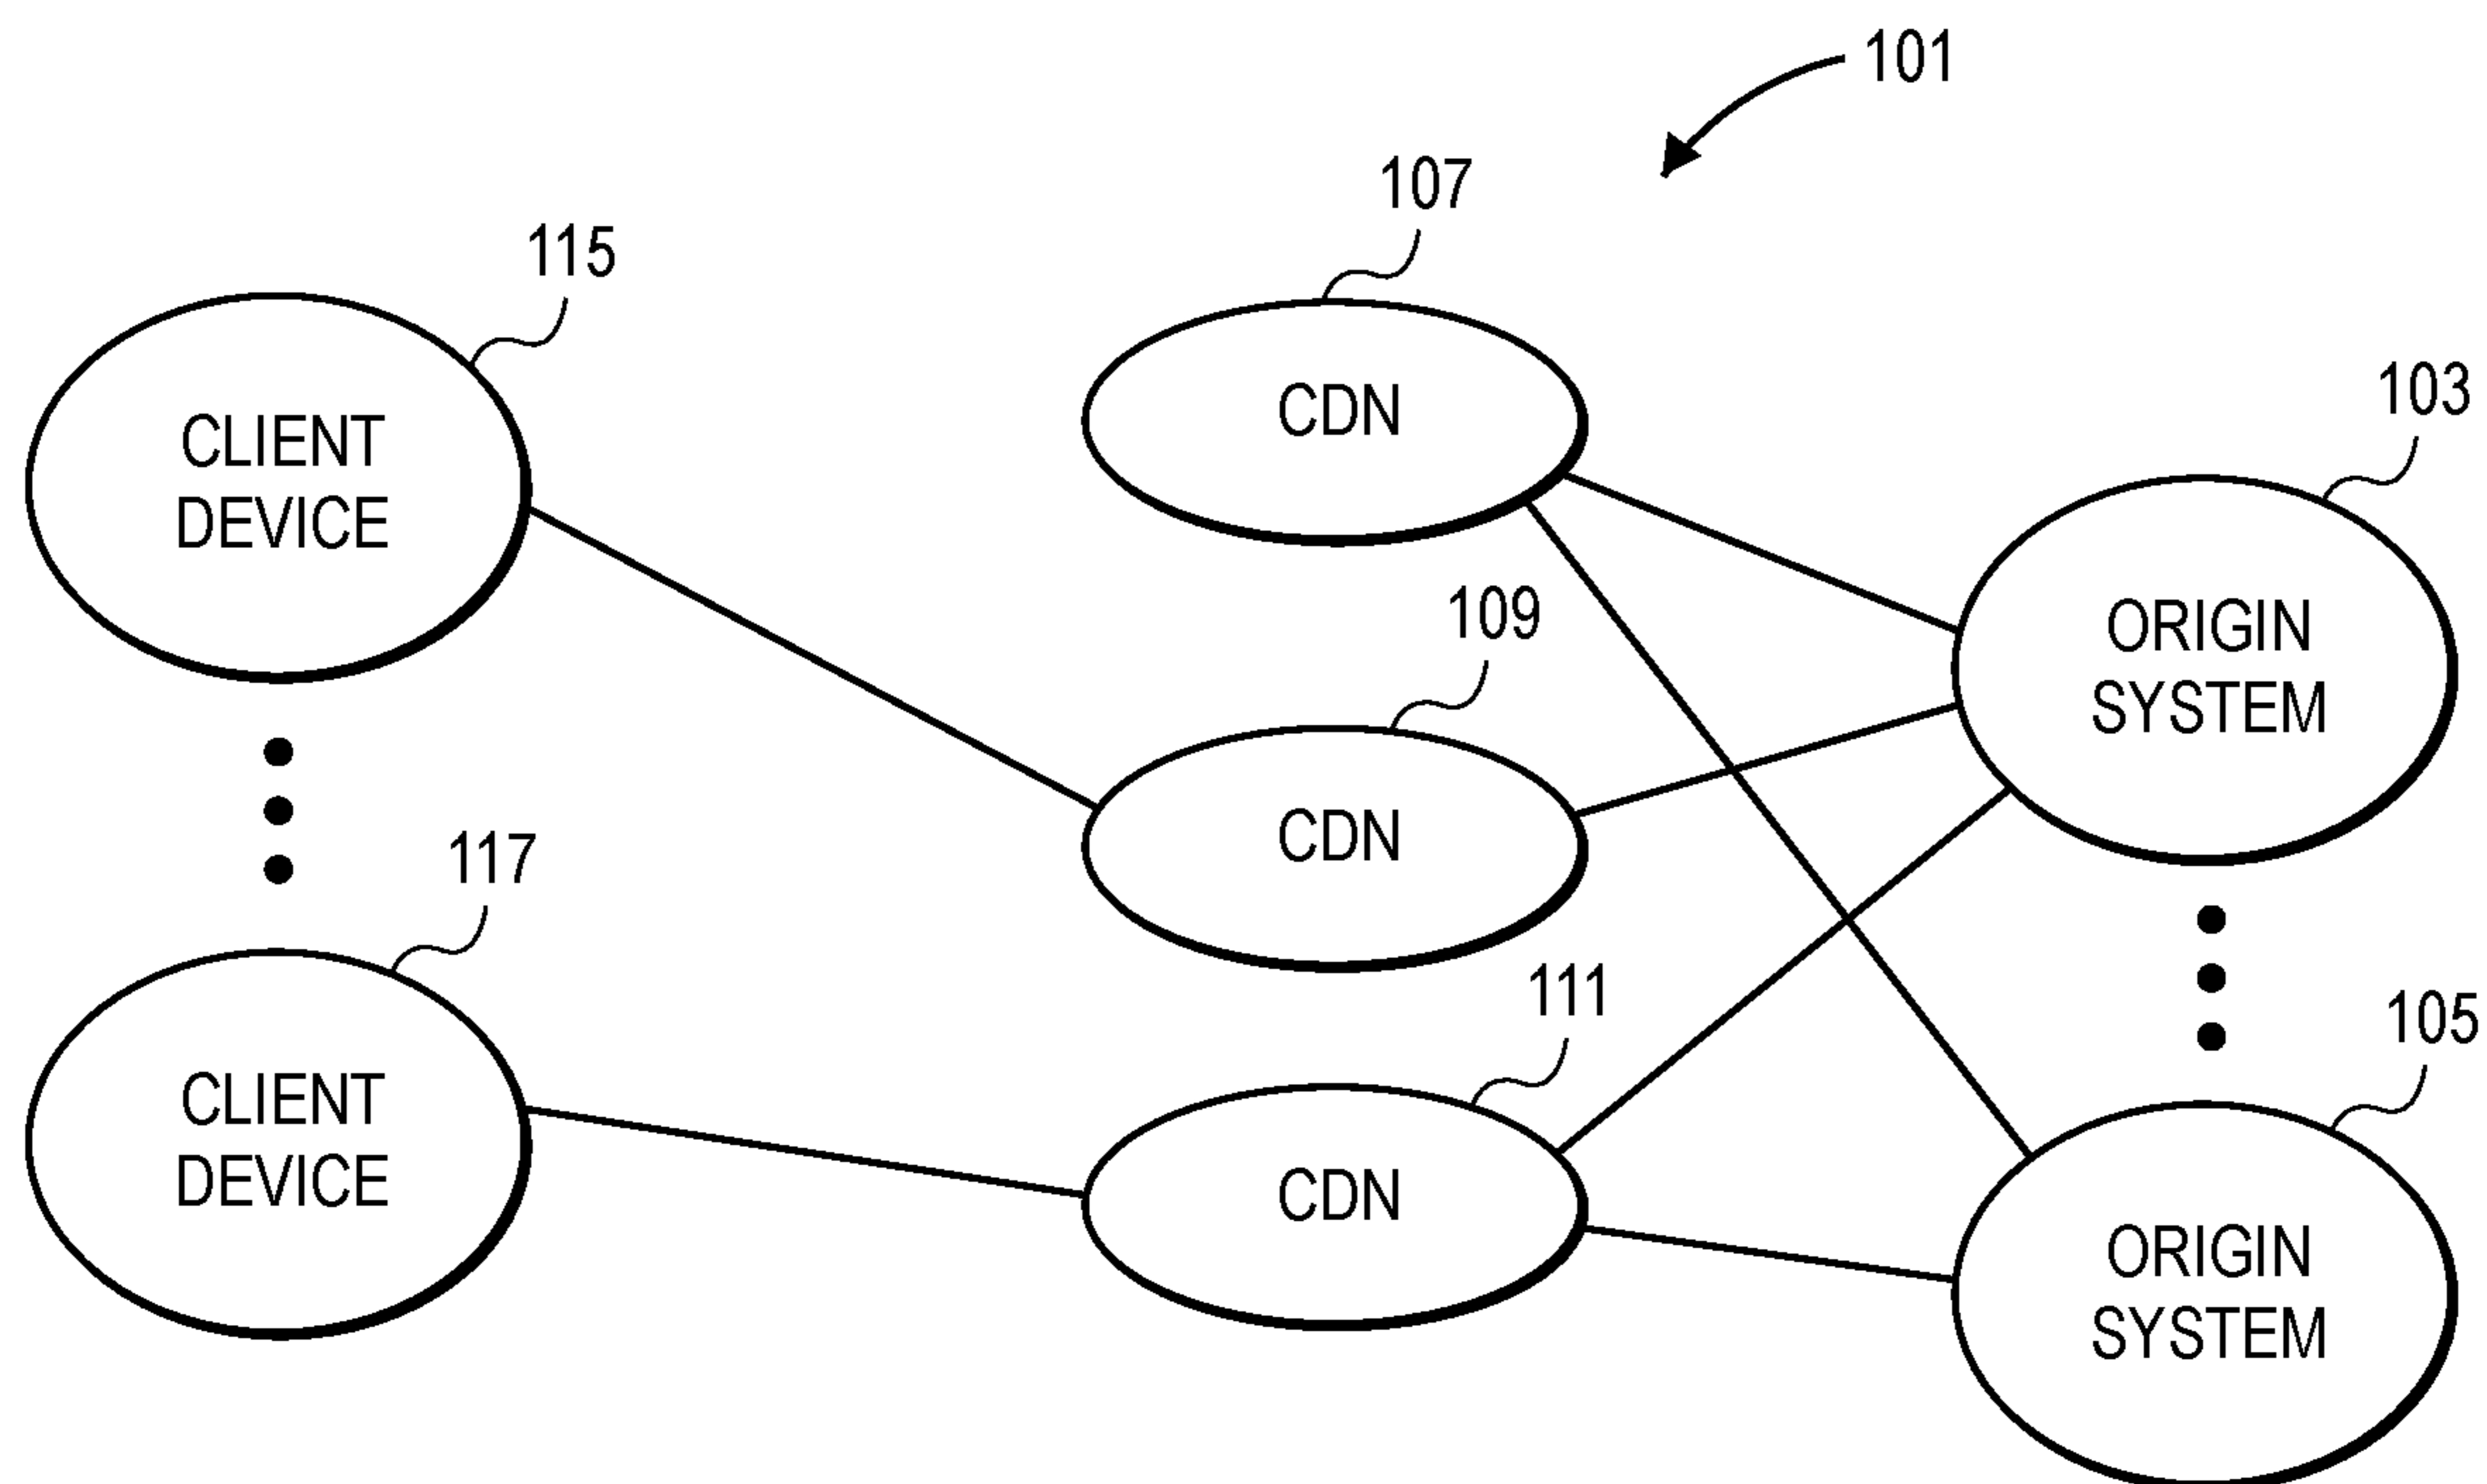 101
107
115
CDN
103
CLIENT
DEVICE
109
ORIGIN
SYSTEM
CDN
117
111
105
CLIENT
DEVICE
CDN
ORIGIN
SYSTEM